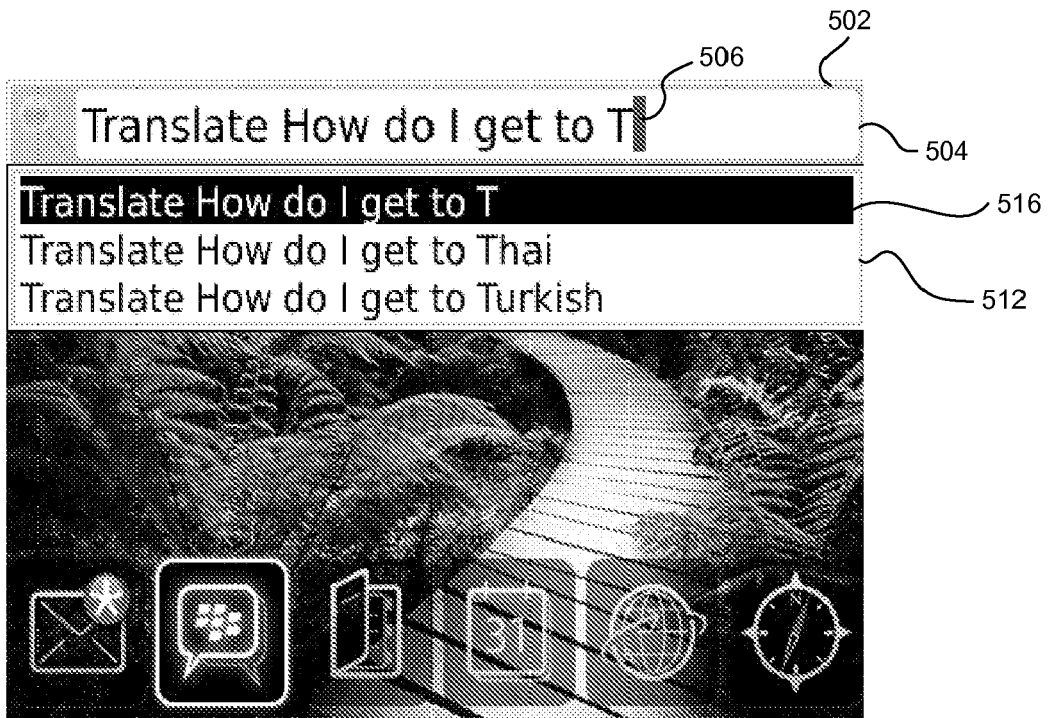 502
506
Translate How do I get to T
504
Translate How do I get to T
516
Translate How do I get to Thai
512
Translate How do I get to Turkish
31